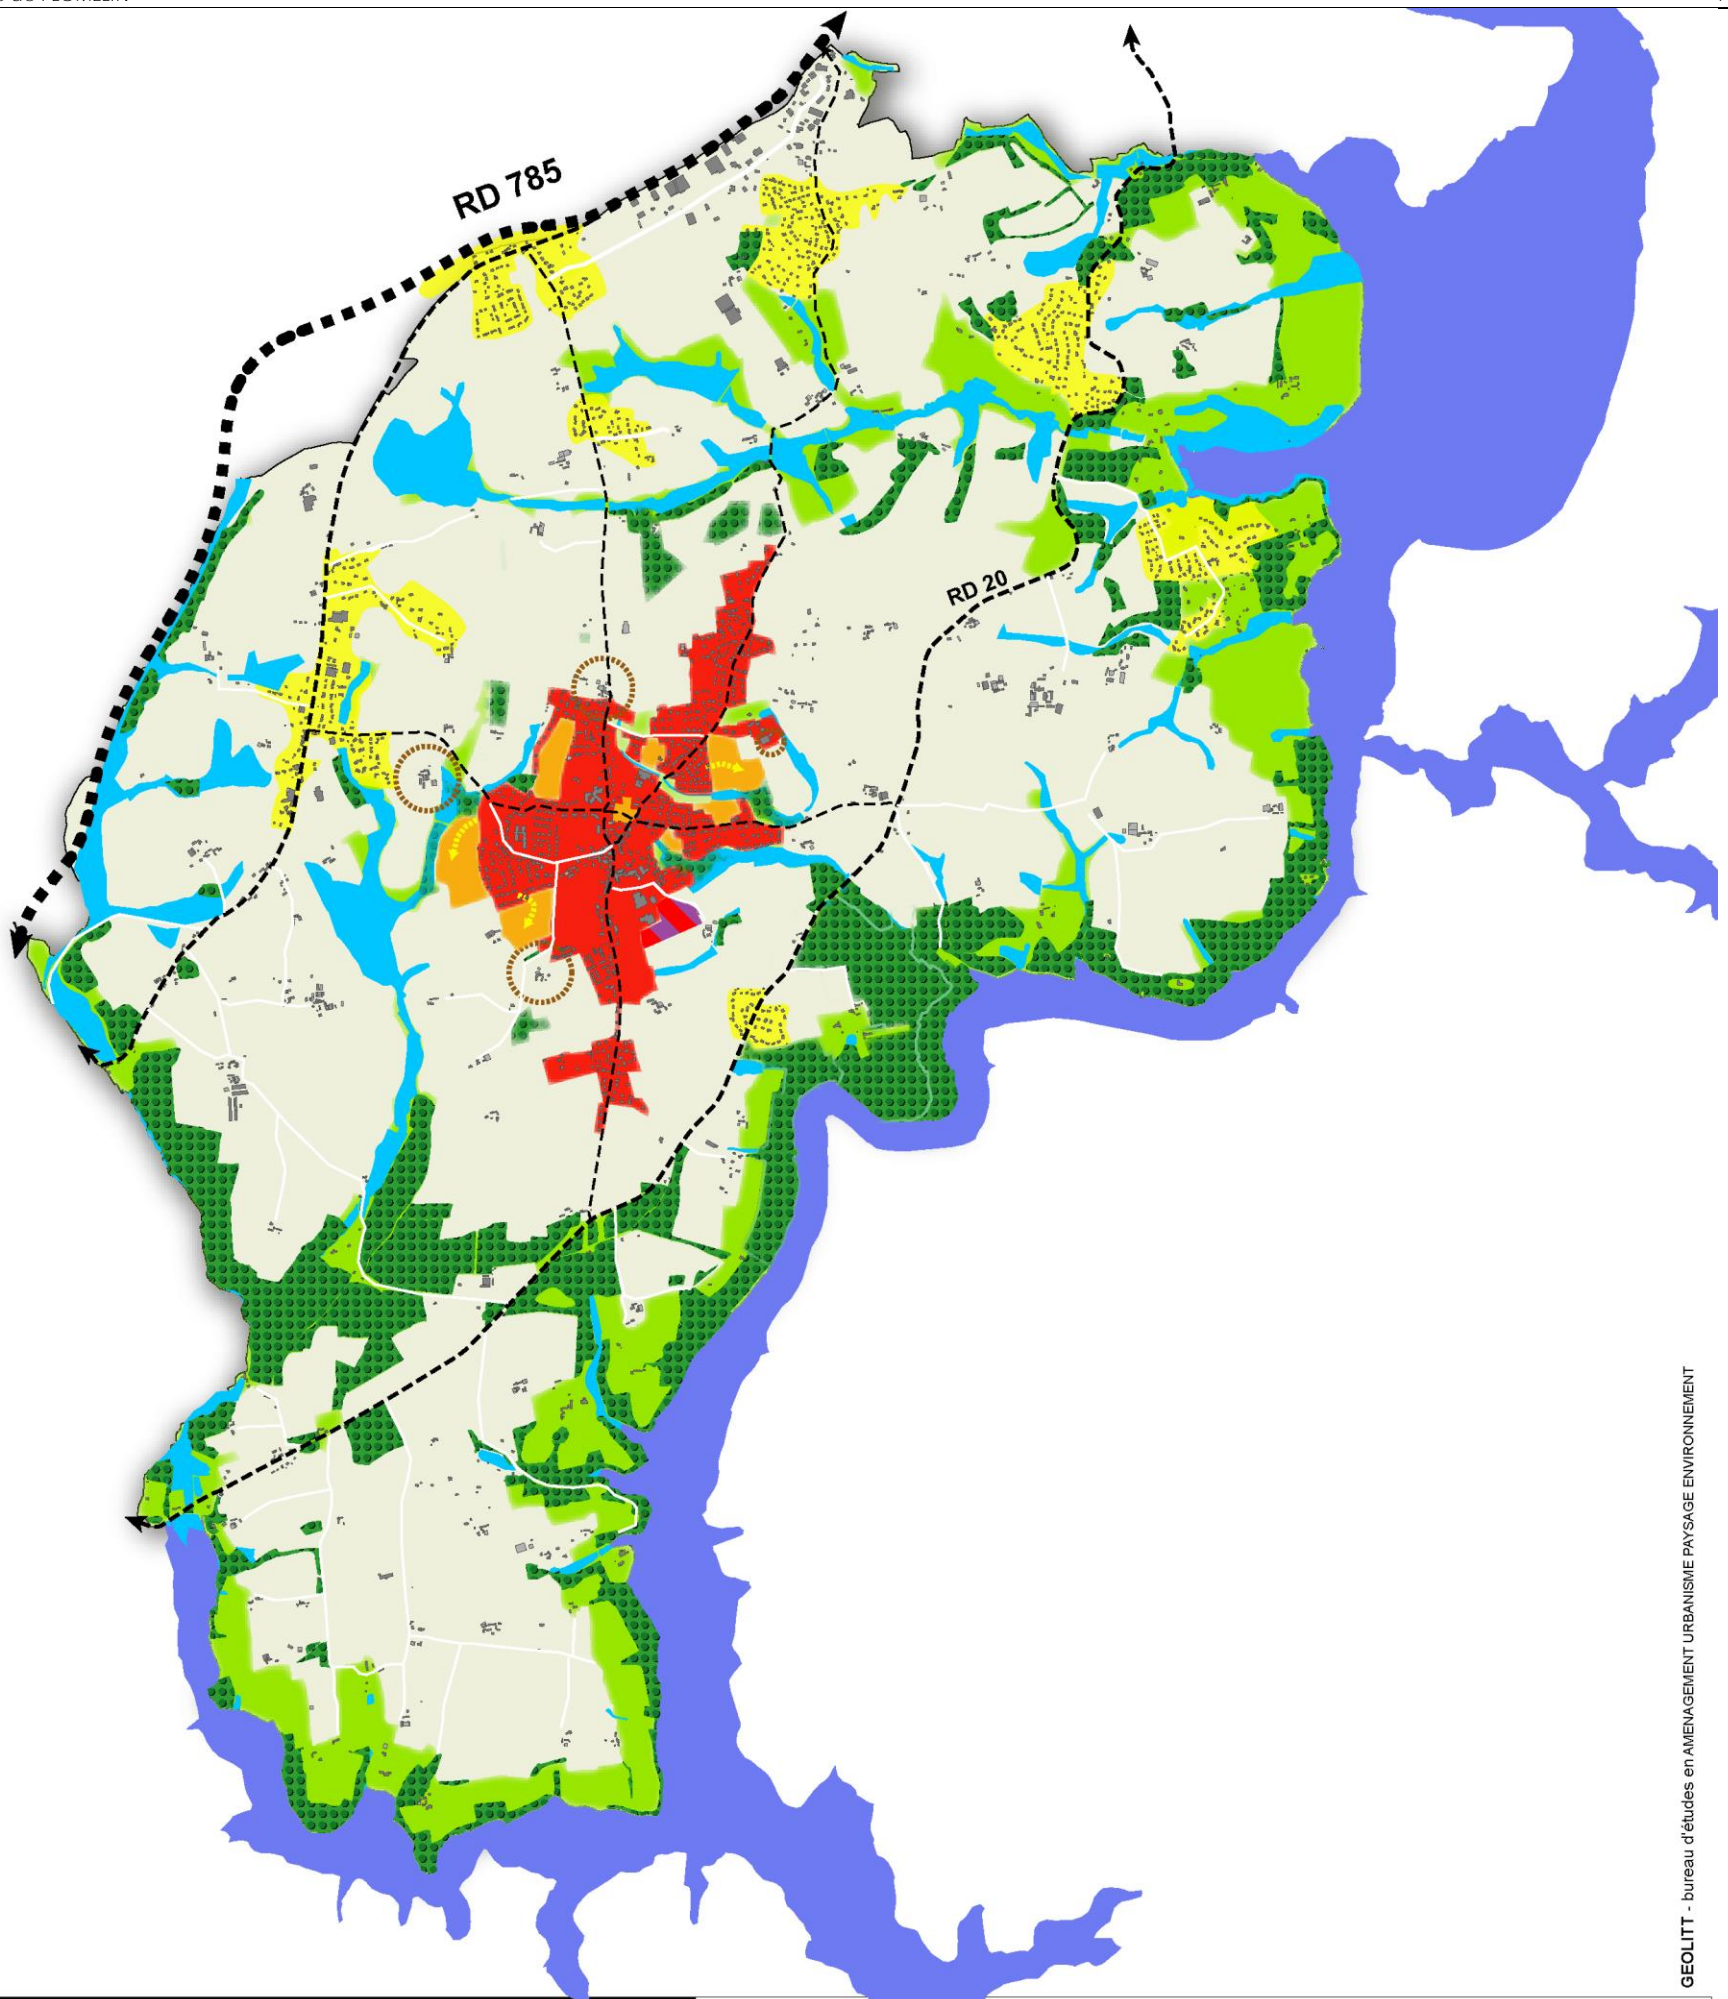 RD 785
RD 20
GEOLITT - bureau d'études en AMENAGEMENT URBANISME PAYSAGE ENVIRONNEMENT